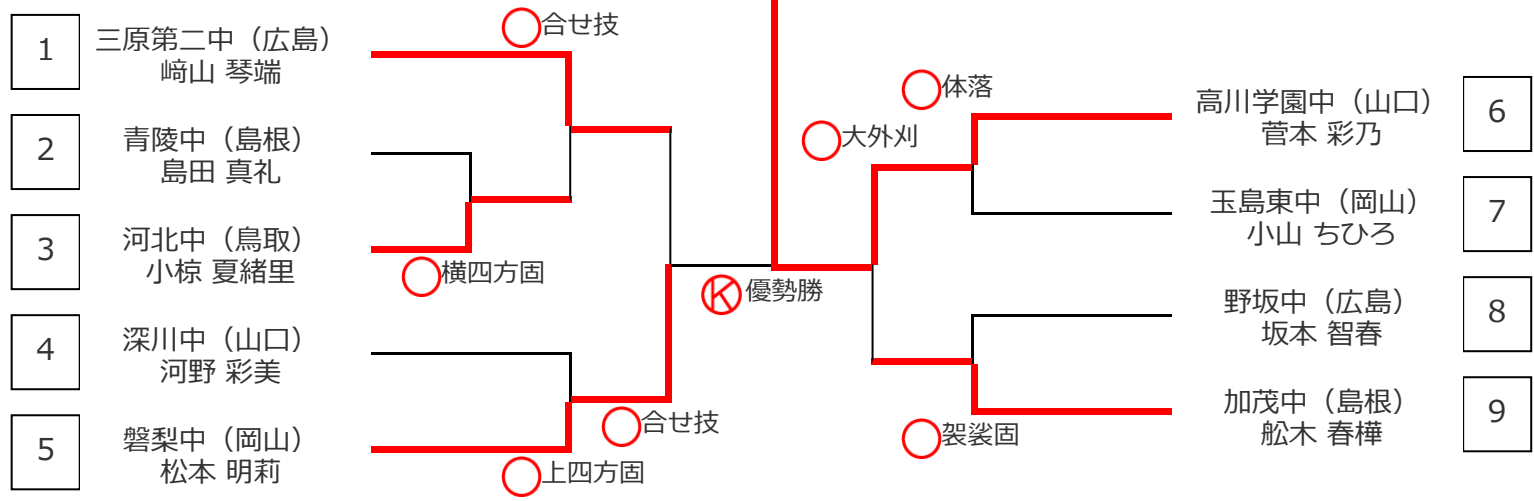 合せ技
1
三原第二中（広島）
﨑山 琴端
2
青陵中（島根）
島田 真礼
3
河北中（鳥取）
小椋 夏緒里
横四方固
4
深川中（山口）
河野 彩美
合せ技
5
磐梨中（岡山）
松本 明莉
上四方固
Ⓚ優勢勝
大外刈
体落
高川学園中（山口）
菅本 彩乃
6
玉島東中（岡山）
小山 ちひろ
7
野坂中（広島）
坂本 智春
8
加茂中（島根）
舩木 春樺
9
袈裟固